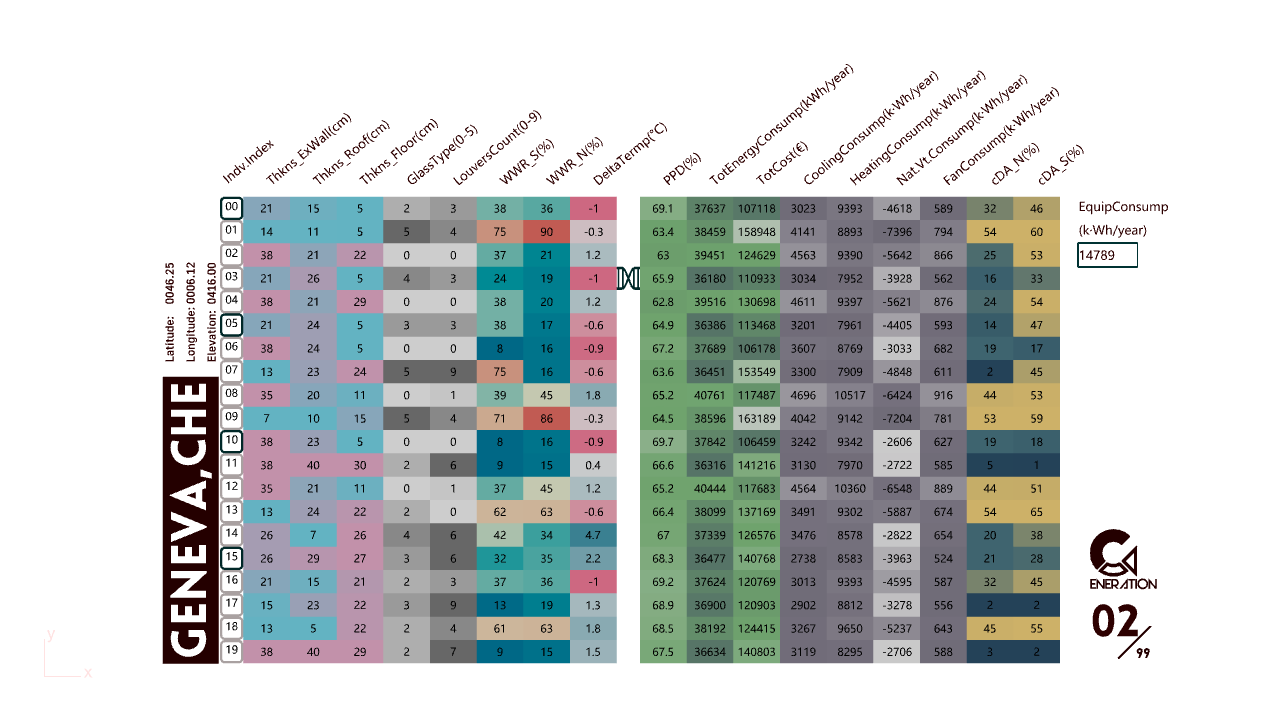 Indv.Index Thkns_ExWall(cm) Thkns_Roof(cm) Thkns_Floor(cm) GlassType(0-5) LouversCount(0-9) WWR_S(%) WWR_N(%) DeltaTermp(°C) PPD(%) TotEnergyConsump(kWh/year) TotCost(€) CoolingConsump(k·Wh/year) HeatingConsump(k·Wh/year) Nat.Vt.Consump(k·Wh/year) FanConsump(k·Wh/year) cDA_N(%) cDA_S(%)
00 21 15 5 2 3 38 36 -1 69.1 37637 107118 3023 9393 -4618 589 32 46
01 14 11 5 5 4 75 90 -0.3 63.4 38459 158948 4141 8893 -7396 794 54 60
02 38 21 22 0 0 37 21 1.2 63 39451 124629 4563 9390 -5642 866 25 53
03 21 26 5 4 3 24 19 -1 65.9 36180 110933 3034 7952 -3928 562 16 33
04 38 21 29 0 0 38 20 1.2 62.8 39516 130698 4611 9397 -5621 876 24 54
05 21 24 5 3 3 38 17 -0.6 64.9 36386 113468 3201 7961 -4405 593 14 47
06 38 24 5 0 0 8 16 -0.9 67.2 37689 106178 3607 8769 -3033 682 19 17
07 13 23 24 5 9 75 16 -0.6 63.6 36451 153549 3300 7909 -4848 611 2 45
08 35 20 11 0 1 39 45 1.8 65.2 40761 117487 4696 10517 -6424 916 44 53
09 7 10 15 5 4 71 86 -0.3 64.5 38596 163189 4042 9142 -7204 781 53 59
10 38 23 5 0 0 8 16 -0.9 69.7 37842 106459 3242 9342 -2606 627 19 18
11 38 40 30 2 6 9 15 0.4 66.6 36316 141216 3130 7970 -2722 585 5 1
12 35 21 11 0 1 37 45 1.2 65.2 40444 117683 4564 10360 -6548 889 44 51
13 13 24 22 2 0 62 63 -0.6 66.4 38099 137169 3491 9302 -5887 674 54 65
14 26 7 26 4 6 42 34 4.7 67 37339 126576 3476 8578 -2822 654 20 38
15 26 29 27 3 6 32 35 2.2 68.3 36477 140768 2738 8583 -3963 524 21 28
16 21 15 21 3 37 36 -1 69.2 37624 120769 3013 9393 -4595 587 32 45
17 15 23 22 3 9 13 19 1.3 68.9 36900 120903 2902 8812 -3278 556 2 2
18 13 5 22 2 4 61 63 1.8 68.5 38192 124415 3267 9650 -5237 643 45 55
19 38 40 29 2 7 9 15 1.5 67.5 36634 140803 3119 8295 -2706 588 3 2
Latitude: 0046.25
Longitude: 0006.12
Elevation: 0416.00
GENEVA,CHE
EquipConsump
(k·Wh/year)
14789
GENERATION
02/99
y
x